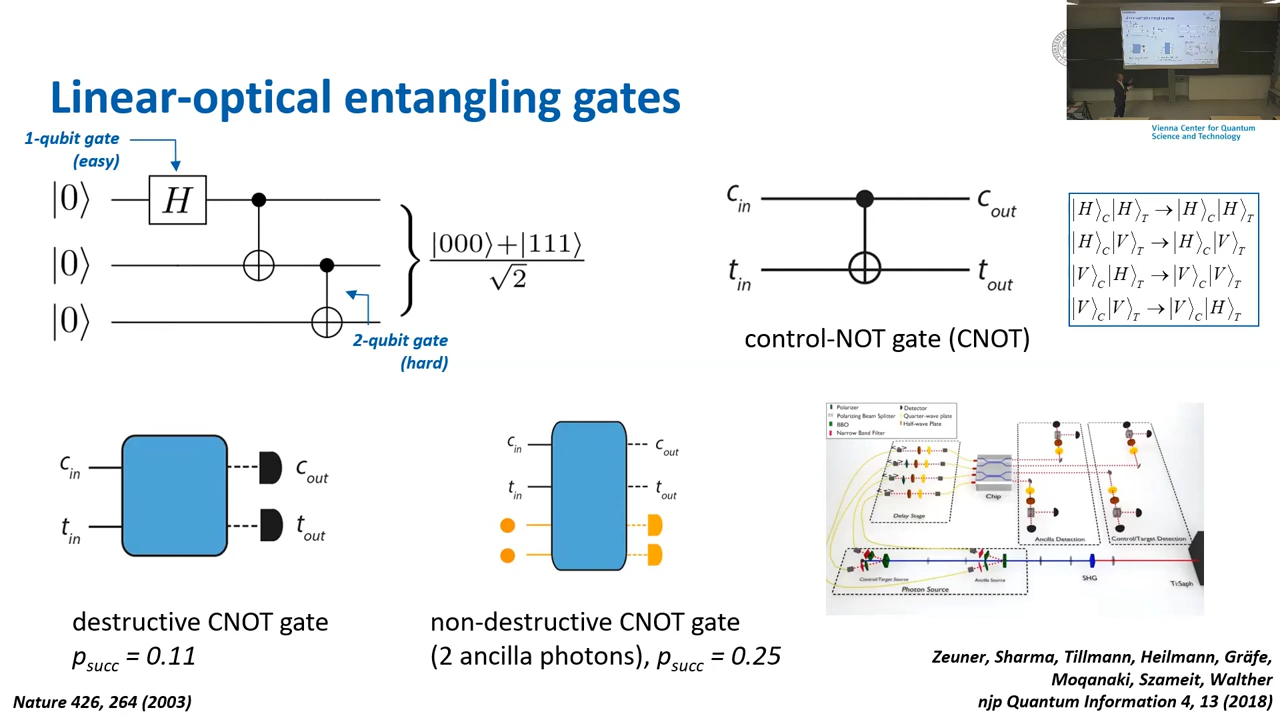 Linear-optical entangling gates
Vienna Center for Quantum
Science and Technology
1-qubit gate
(easy)
|0⟩
H
|0⟩
|0⟩
|000⟩+|111⟩
√2
2-qubit gate
(hard)
c_in
c_out
t_in
t_out
control-NOT gate (CNOT)
|H⟩_C|H⟩_T → |H⟩_C|H⟩_T
|H⟩_C|V⟩_T → |H⟩_C|V⟩_T
|V⟩_C|H⟩_T → |V⟩_C|V⟩_T
|V⟩_C|V⟩_T → |V⟩_C|H⟩_T
c_in
c_out
t_in
t_out
destructive CNOT gate
p_succ = 0.11
c_in
c_out
t_in
t_out
non-destructive CNOT gate
(2 ancilla photons), p_succ = 0.25
Polarizer
Detector
Polarizing Beam Splitter
Quarter-wave plate
BBO
Half-wave Plate
Narrow Band Filter
Chip
Delay Stage
Ancilla Detection
Control/Target Detection
Control/Target Source
Ancilla Source
Photon Source
SHG
Ti:Saph
Zeuner, Sharma, Tillmann, Heilmann, Gräfe,
Moqanaki, Szameit, Walther
njp Quantum Information 4, 13 (2018)
Nature 426, 264 (2003)